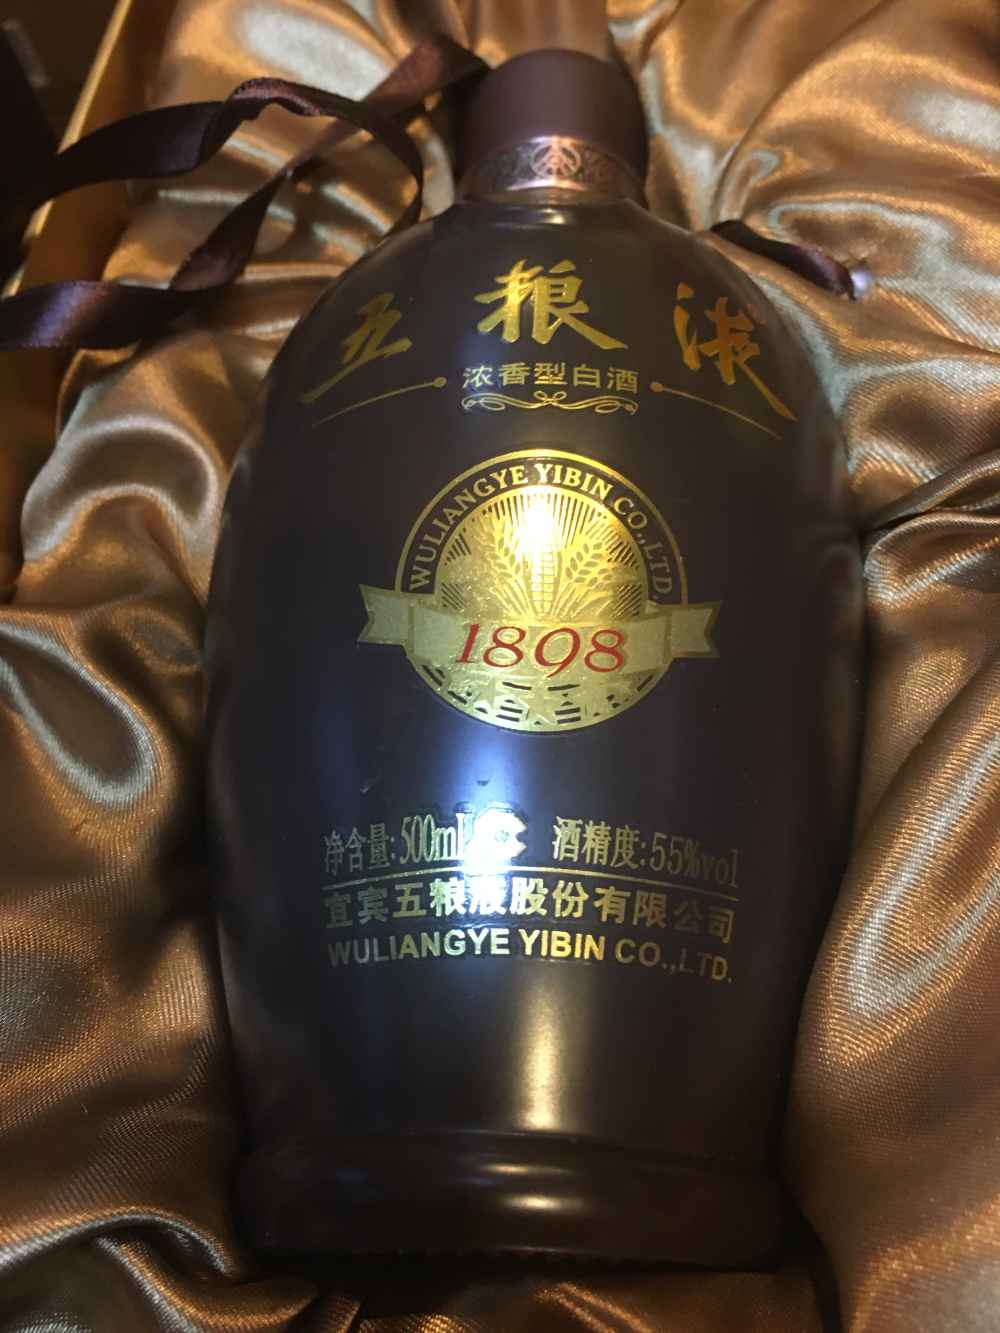 五粮液
浓香型白酒
WULIANGYE YIBIN CO.,LTD
1898
净含量:500ml
酒精度:55%vol
宜宾五粮液股份有限公司
WULIANGYE YIBIN CO.,LTD.